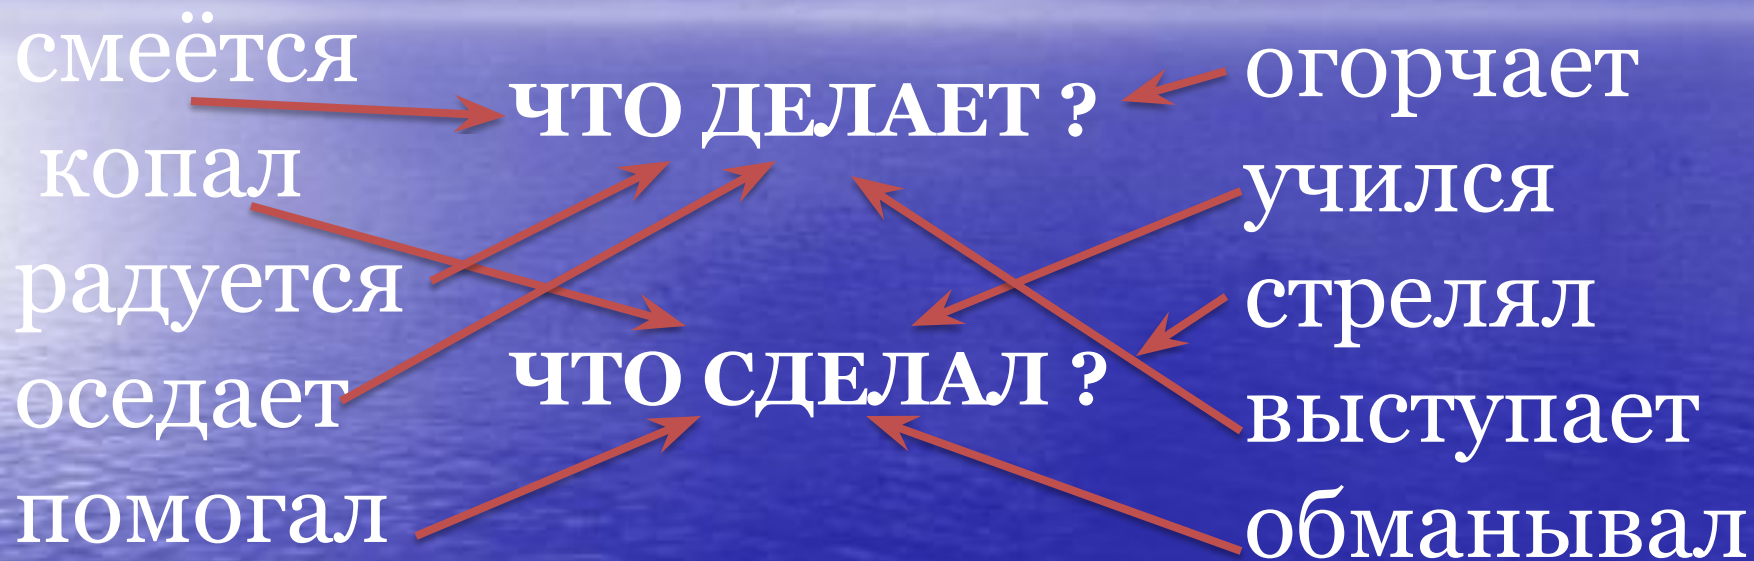 смеётся
копал
радуется
оседает
помогал
ЧТО ДЕЛАЕТ ?
ЧТО СДЕЛАЛ ?
огорчает
учился
стрелял
выступает
обманывал